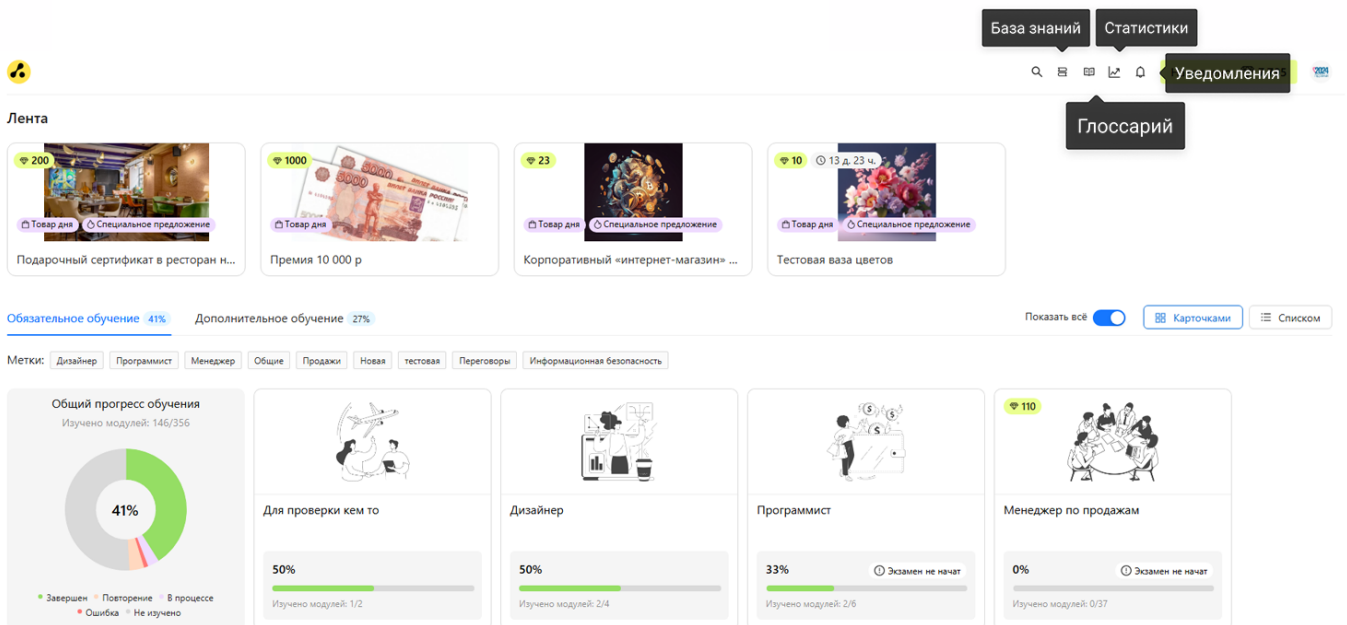 База знаний
Статистики
Уведомления
2024
Глоссарий
Лента
200
Товар дня
Специальное предложение
Подарочный сертификат в ресторан н...
1000
5000
5000
Товар дня
Премия 10 000 р
23
Товар дня
Специальное предложение
Корпоративный «интернет-магазин» ...
10
13 д. 23 ч.
Товар дня
Специальное предложение
Тестовая ваза цветов
Обязательное обучение 41%
Дополнительное обучение 27%
Показать всё
Карточками
Списком
Метки: Дизайнер Программист Менеджер Общие Продажи Новая тестовая Переговоры Информационная безопасность
Общий прогресс обучения
Изучено модулей: 146/356
41%
Завершен Повторение В процессе
Ошибка Не изучено
Для проверки кем то
50%
Изучено модулей: 1/2
Дизайнер
50%
Изучено модулей: 2/4
Программист
33%
Экзамен не начат
Изучено модулей: 2/6
110
Менеджер по продажам
0%
Экзамен не начат
Изучено модулей: 0/37